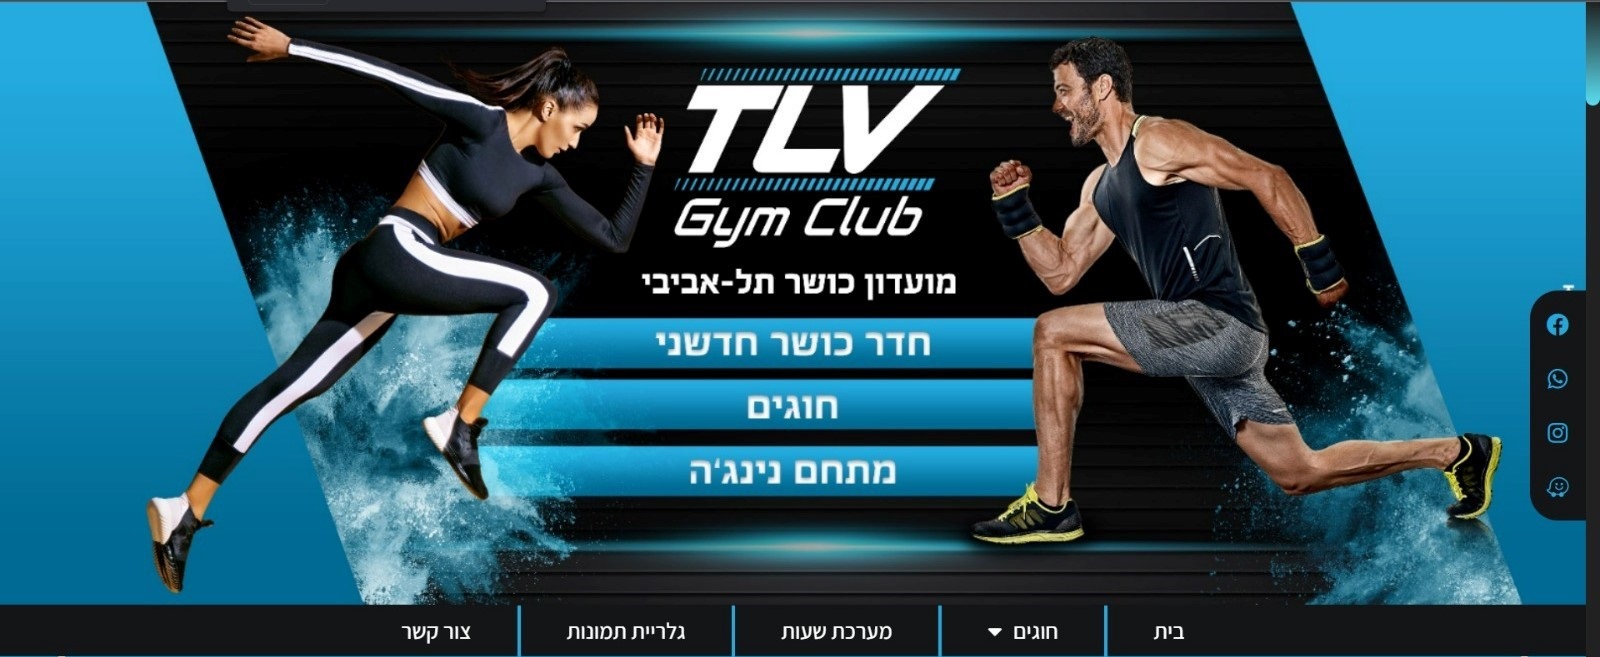 TLV
Gym Club
מועדון כושר תל-אביבי
חדר כושר חדשני
חוגים
מתחם נינג'ה
בית
חוגים
מערכת שעות
גלריית תמונות
צור קשר